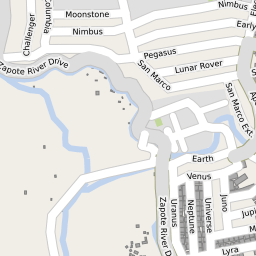 Moonstone
Nimbus
Nimbus
Early
Challenger
Columbia
Pegasus
Lunar Rover
San Marco
Zapote River Drive
San Marco Ext
Earth
Venus
Zapote River D
Uranus
Neptune
Universe
Juno
Jup
Lyra